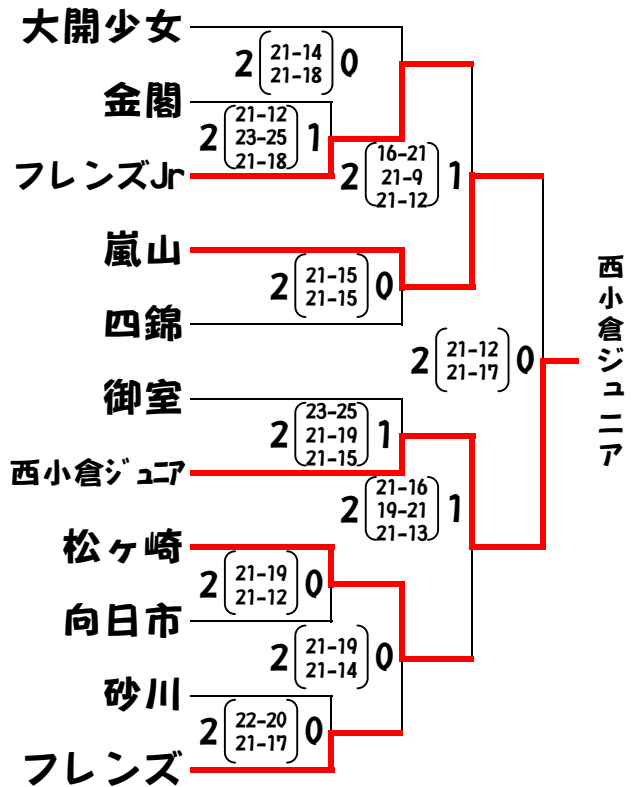 大開少女
2 21-14 0
21-18
金閣
2 21-12 1
23-25
21-18
フレンズJr
2 16-21 1
21-9
21-12
嵐山
2 21-15 0
21-15
四錦
2 21-12 0
21-17
西小倉ジュニア
御室
2 23-25 1
21-19
21-15
西小倉ジュニア
2 21-16 1
19-21
21-13
松ヶ崎
2 21-19 0
21-12
向日市
2 21-19 0
21-14
砂川
2 22-20 0
21-17
フレンズ